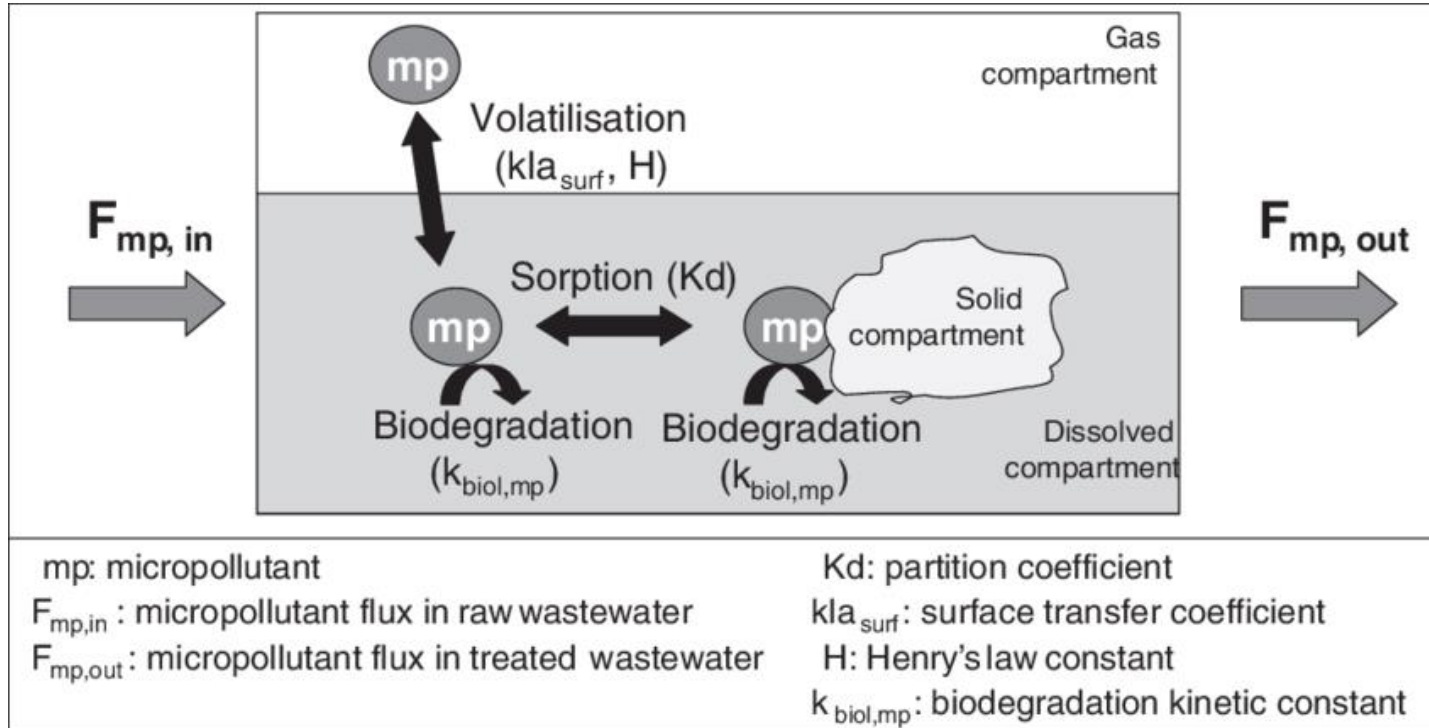 Gas
compartment
mp
Volatilisation
(kla surf, H)
F mp, in
F mp, out
Sorption (Kd)
mp
mp
Solid
compartment
Biodegradation
(k biol,mp)
Biodegradation
(k biol,mp)
Dissolved
compartment
mp: micropollutant
F mp,in : micropollutant flux in raw wastewater
F mp,out : micropollutant flux in treated wastewater
Kd: partition coefficient
kla surf : surface transfer coefficient
H: Henry's law constant
k biol,mp: biodegradation kinetic constant